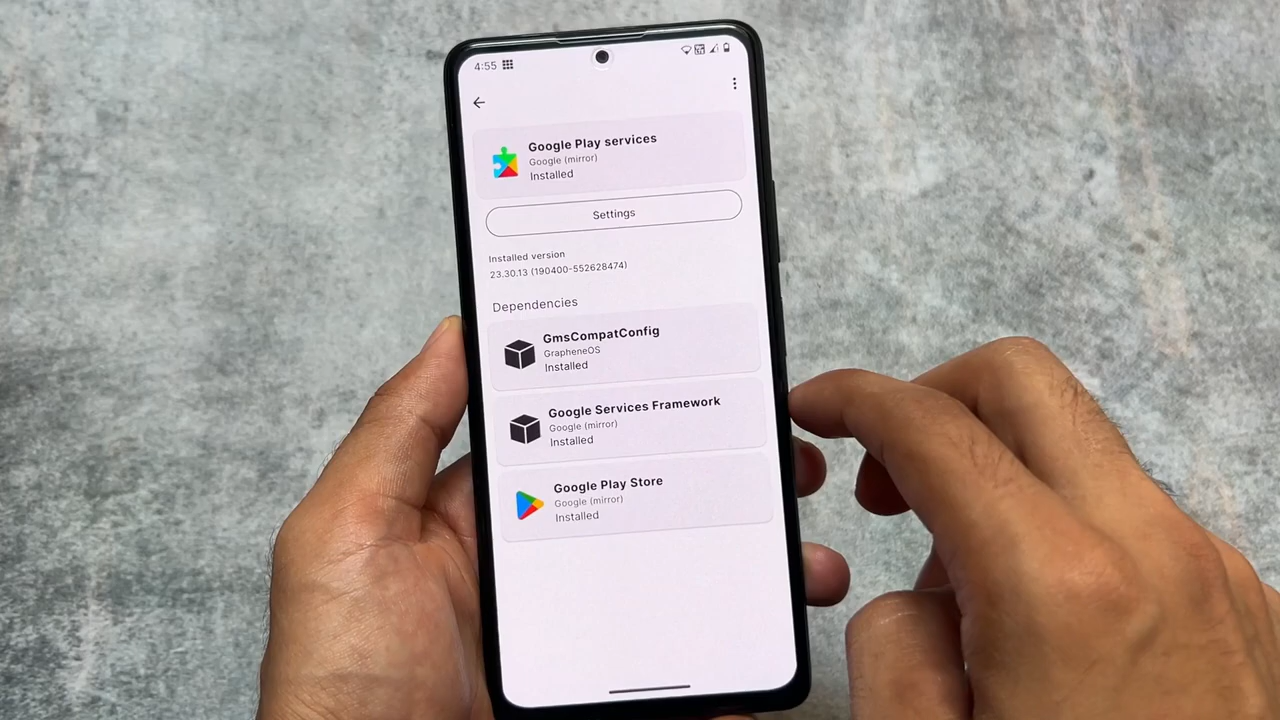 4:55
Google Play services
Google (mirror)
Installed
Settings
Installed version
23.30.13 (190400-552628474)
Dependencies
GmsCompatConfig
GrapheneOS
Installed
Google Services Framework
Google (mirror)
Installed
Google Play Store
Google (mirror)
Installed